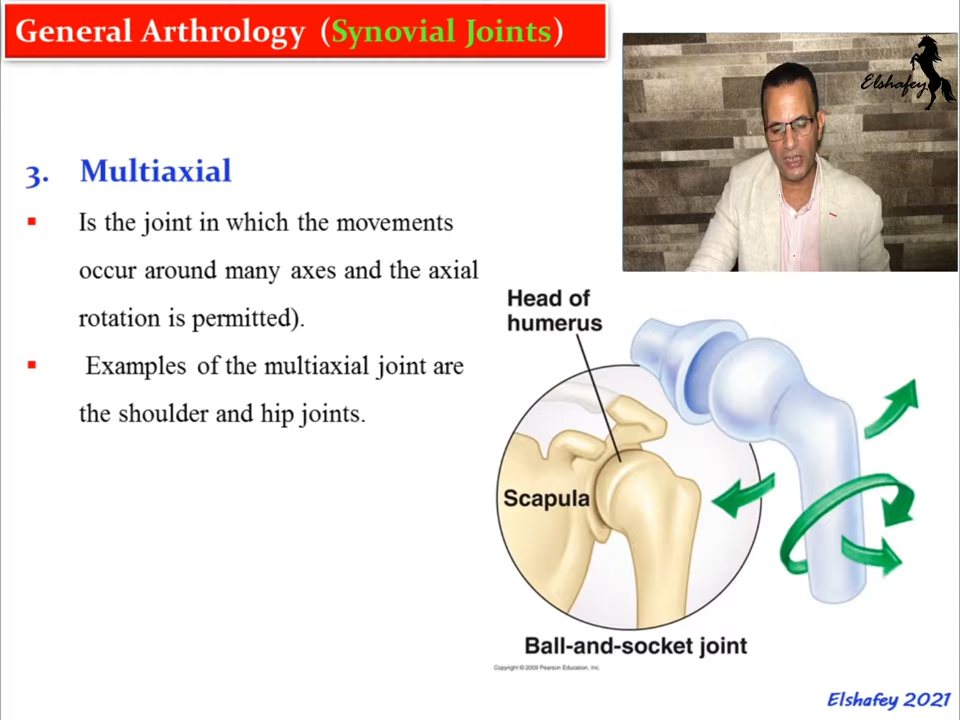 General Arthrology (Synovial Joints)
Elshafey
3. Multiaxial
Is the joint in which the movements
occur around many axes and the axial
rotation is permitted).
Examples of the multiaxial joint are
the shoulder and hip joints.
Head of
humerus
Scapula
Ball-and-socket joint
Copyright © 2009 Pearson Education, Inc.
Elshafey 2021